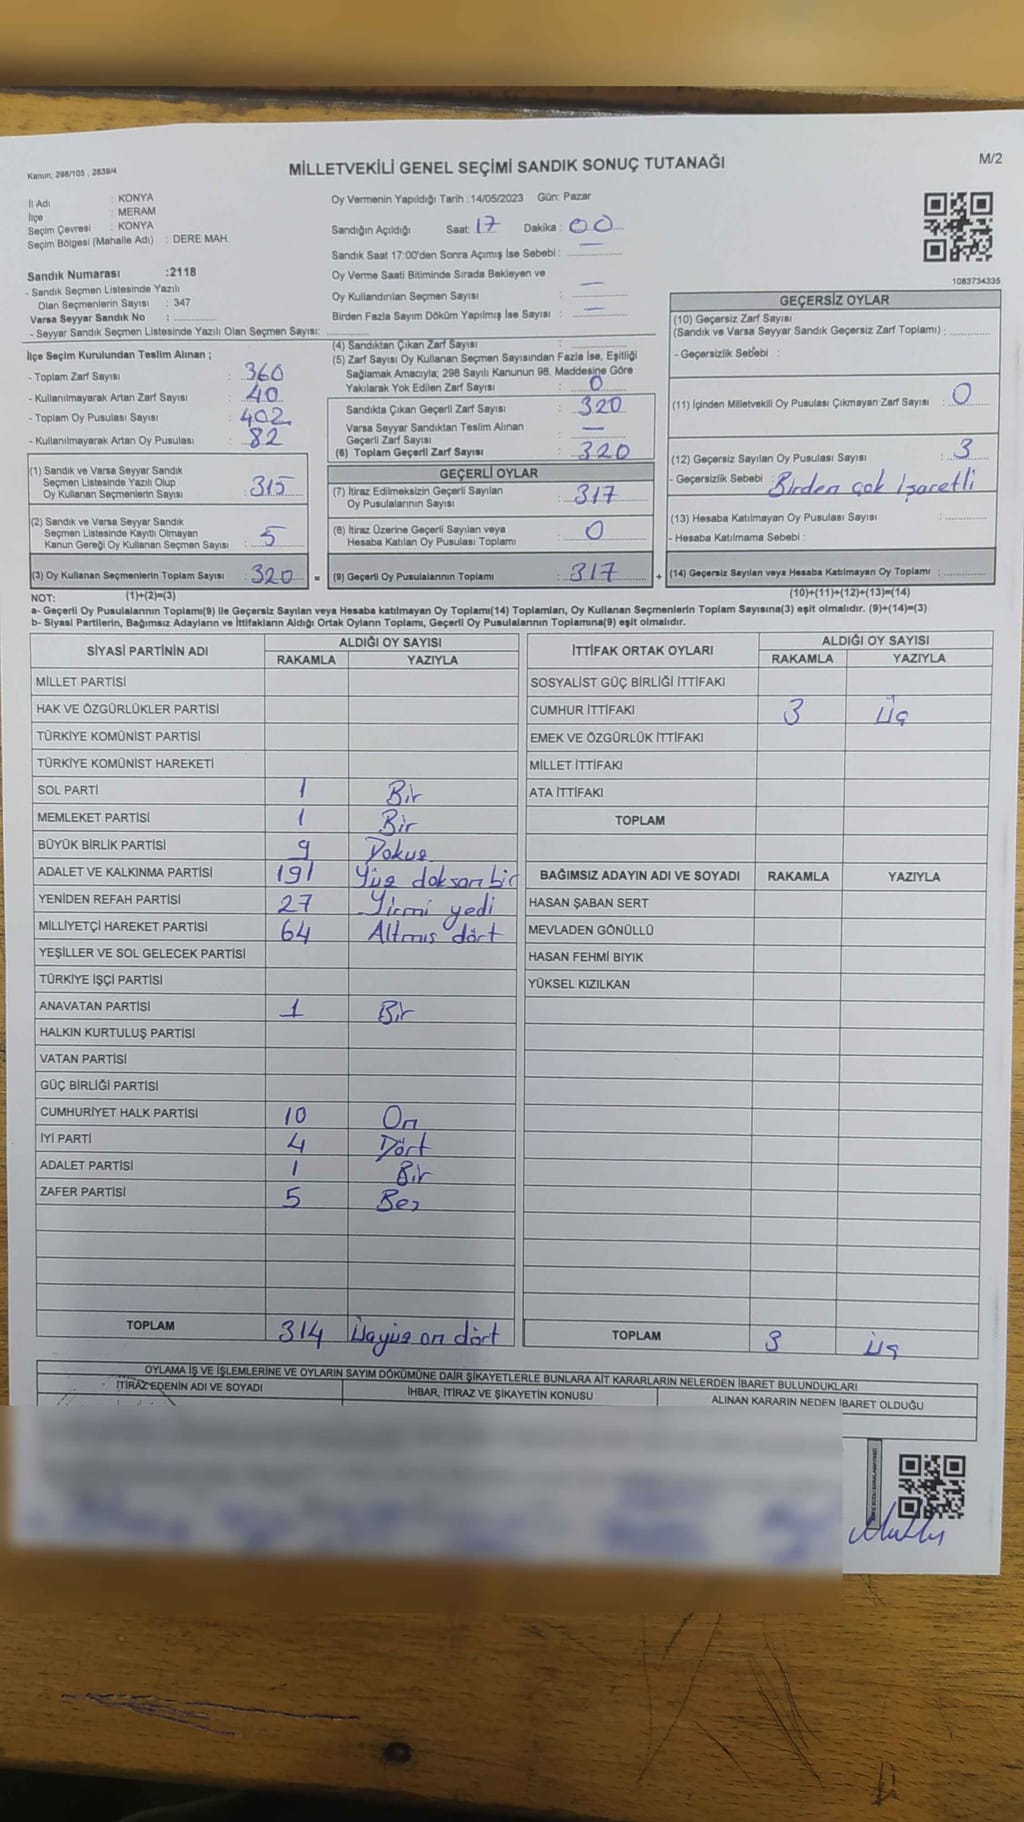 Kanun; 298/105 , 2839/4
MİLLETVEKİLİ GENEL SEÇİMİ SANDIK SONUÇ TUTANAĞI
M/2
İl Adı : KONYA
İlçe : MERAM
Seçim Çevresi : KONYA
Seçim Bölgesi (Mahalle Adı) : DERE MAH.
Sandık Numarası :2118
- Sandık Seçmen Listesinde Yazılı
Olan Seçmenlerin Sayısı : 347
Varsa Seyyar Sandık No :
- Seyyar Sandık Seçmen Listesinde Yazılı Olan Seçmen Sayısı:
Oy Vermenin Yapıldığı Tarih : 14/05/2023 Gün: Pazar
Sandığın Açıldığı Saat: 17 Dakika : 00
Sandık Saat 17:00'den Sonra Açımış İse Sebebi : —
Oy Verme Saati Bitiminde Sırada Bekleyen ve
Oy Kullandırılan Seçmen Sayısı : —
Birden Fazla Sayım Döküm Yapılmış İse Sayısı : —
1083734335
İlçe Seçim Kurulundan Teslim Alınan ;
- Toplam Zarf Sayısı : 360
- Kullanılmayarak Artan Zarf Sayısı : 40
- Toplam Oy Pusulası Sayısı : 402
- Kullanılmayarak Artan Oy Pusulası : 82
(1) Sandık ve Varsa Seyyar Sandık
Seçmen Listesinde Yazılı Olup
Oy Kullanan Seçmenlerin Sayısı : 315
(2) Sandık ve Varsa Seyyar Sandık
Seçmen Listesinde Kayıtlı Olmayan
Kanun Gereği Oy Kullanan Seçmen Sayısı : 5
(3) Oy Kullanan Seçmenlerin Toplam Sayısı : 320 =
(4) Sandıktan Çıkan Zarf Sayısı :
(5) Zarf Sayısı Oy Kullanan Seçmen Sayısından Fazla İse, Eşitliği
Sağlamak Amacıyla; 298 Sayılı Kanunun 98. Maddesine Göre
Yakılarak Yok Edilen Zarf Sayısı : 0
Sandıkta Çıkan Geçerli Zarf Sayısı : 320
Varsa Seyyar Sandıktan Teslim Alınan
Geçerli Zarf Sayısı : —
(6) Toplam Geçerli Zarf Sayısı : 320
GEÇERLİ OYLAR
(7) İtiraz Edilmeksizin Geçerli Sayılan
Oy Pusulalarının Sayısı : 317
(8) İtiraz Üzerine Geçerli Sayılan veya
Hesaba Katılan Oy Pusulası Toplamı : 0
(9) Geçerli Oy Pusulalarının Toplamı : 317 +
GEÇERSİZ OYLAR
(10) Geçersiz Zarf Sayısı
(Sandık ve Varsa Seyyar Sandık Geçersiz Zarf Toplamı) :
- Geçersizlik Sebebi :
(11) İçinden Milletvekili Oy Pusulası Çıkmayan Zarf Sayısı : 0
(12) Geçersiz Sayılan Oy Pusulası Sayısı : 3
- Geçersizlik Sebebi : Birden çok işaretli
(13) Hesaba Katılmayan Oy Pusulası Sayısı :
- Hesaba Katılmama Sebebi :
(14) Geçersiz Sayılan veya Hesaba Katılmayan Oy Toplamı :
NOT: (1)+(2)=(3) (10)+(11)+(12)+(13)=(14)
a- Geçerli Oy Pusulalarının Toplamı(9) ile Geçersiz Sayılan veya Hesaba katılmayan Oy Toplamı(14) Toplamları, Oy Kullanan Seçmenlerin Toplam Sayısına(3) eşit olmalıdır. (9)+(14)=(3)
b- Siyasi Partilerin, Bağımsız Adayların ve İttifakların Aldığı Ortak Oyların Toplamı, Geçerli Oy Pusulalarının Toplamına(9) eşit olmalıdır.
SİYASİ PARTİNİN ADI ALDIĞI OY SAYISI
RAKAMLA YAZIYLA
MİLLET PARTİSİ
HAK VE ÖZGÜRLÜKLER PARTİSİ
TÜRKİYE KOMÜNİST PARTİSİ
TÜRKİYE KOMÜNİST HAREKETİ
SOL PARTİ 1 Bir
MEMLEKET PARTİSİ 1 Bir
BÜYÜK BİRLİK PARTİSİ 9 Dokuz
ADALET VE KALKINMA PARTİSİ 191 Yüz doksan bir
YENİDEN REFAH PARTİSİ 27 Yirmi yedi
MİLLİYETÇİ HAREKET PARTİSİ 64 Altmış dört
YEŞİLLER VE SOL GELECEK PARTİSİ
TÜRKİYE İŞÇİ PARTİSİ
ANAVATAN PARTİSİ 1 Bir
HALKIN KURTULUŞ PARTİSİ
VATAN PARTİSİ
GÜÇ BİRLİĞİ PARTİSİ
CUMHURİYET HALK PARTİSİ 10 On
İYİ PARTİ 4 Dört
ADALET PARTİSİ 1 Bir
ZAFER PARTİSİ 5 Beş
TOPLAM 314 Üçyüz on dört
İTTİFAK ORTAK OYLARI ALDIĞI OY SAYISI
RAKAMLA YAZIYLA
SOSYALİST GÜÇ BİRLİĞİ İTTİFAKI
CUMHUR İTTİFAKI 3 Üç
EMEK VE ÖZGÜRLÜK İTTİFAKI
MİLLET İTTİFAKI
ATA İTTİFAKI
TOPLAM
BAĞIMSIZ ADAYIN ADI VE SOYADI RAKAMLA YAZIYLA
HASAN ŞABAN SERT
MEVLADEN GÖNÜLLÜ
HASAN FEHMİ BIYIK
YÜKSEL KIZILKAN
TOPLAM 3 Üç
OYLAMA İŞ VE İŞLEMLERİNE VE OYLARIN SAYIM DÖKÜMÜNE DAİR ŞİKAYETLERLE BUNLARA AİT KARARLARIN NELERDEN İBARET BULUNDUKLARI
İTİRAZ EDENİN ADI VE SOYADI İHBAR, İTİRAZ VE ŞİKAYETİN KONUSU ALINAN KARARIN NEDEN İBARET OLDUĞU